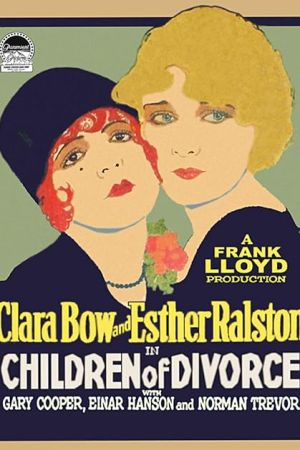 Paramount
A
FRANK
LLOYD
PRODUCTION
Clara Bow and Esther Ralston
IN
CHILDREN of DIVORCE
WITH
GARY COOPER, EINAR HANSON and NORMAN TREVOR